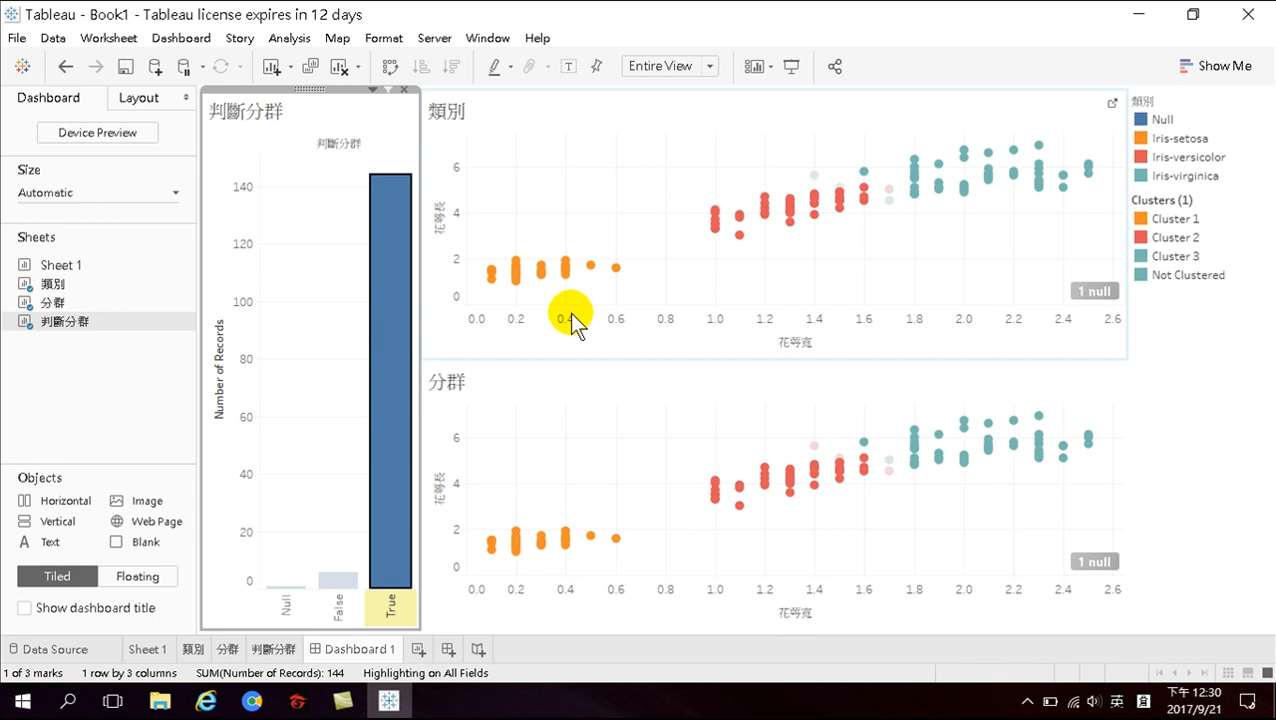 Tableau - Book1 - Tableau license expires in 12 days
File Data Worksheet Dashboard Story Analysis Map Format Server Window Help
Entire View
Show Me
Dashboard Layout
Device Preview
Size
Automatic
Sheets
Sheet 1
類別
分群
判斷分群
Objects
Horizontal Image
Vertical Web Page
Text Blank
Tiled Floating
Show dashboard title
判斷分群
判斷分群
Number of Records
140
120
100
80
60
40
20
0
Null False True
類別
花萼長
6
4
2
0
0.0 0.2 0.4 0.6 0.8 1.0 1.2 1.4 1.6 1.8 2.0 2.2 2.4 2.6
花萼寬
1 null
分群
花萼長
6
4
2
0
0.0 0.2 0.4 0.6 0.8 1.0 1.2 1.4 1.6 1.8 2.0 2.2 2.4 2.6
花萼寬
1 null
類別
Null
Iris-setosa
Iris-versicolor
Iris-virginica
Clusters (1)
Cluster 1
Cluster 2
Cluster 3
Not Clustered
Data Source Sheet 1 類別 分群 判斷分群 Dashboard 1
1 of 3 marks 1 row by 3 columns SUM(Number of Records): 144 Highlighting on All Fields
英
下午 12:30
2017/9/21